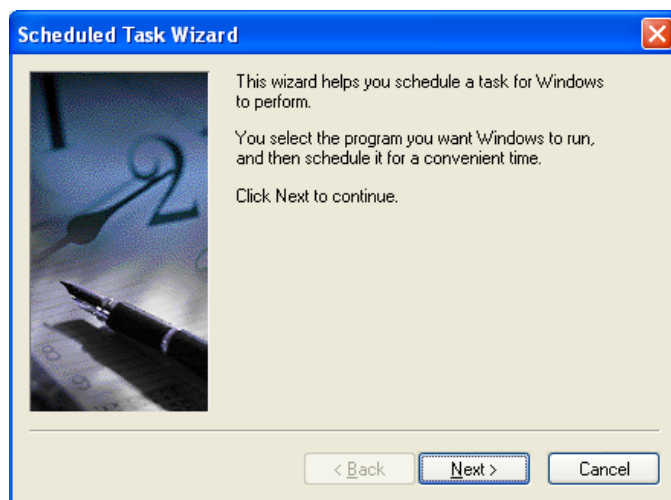 Scheduled Task Wizard
This wizard helps you schedule a task for Windows
to perform.
You select the program you want Windows to run,
and then schedule it for a convenient time.
Click Next to continue.
2
< Back
Next >
Cancel